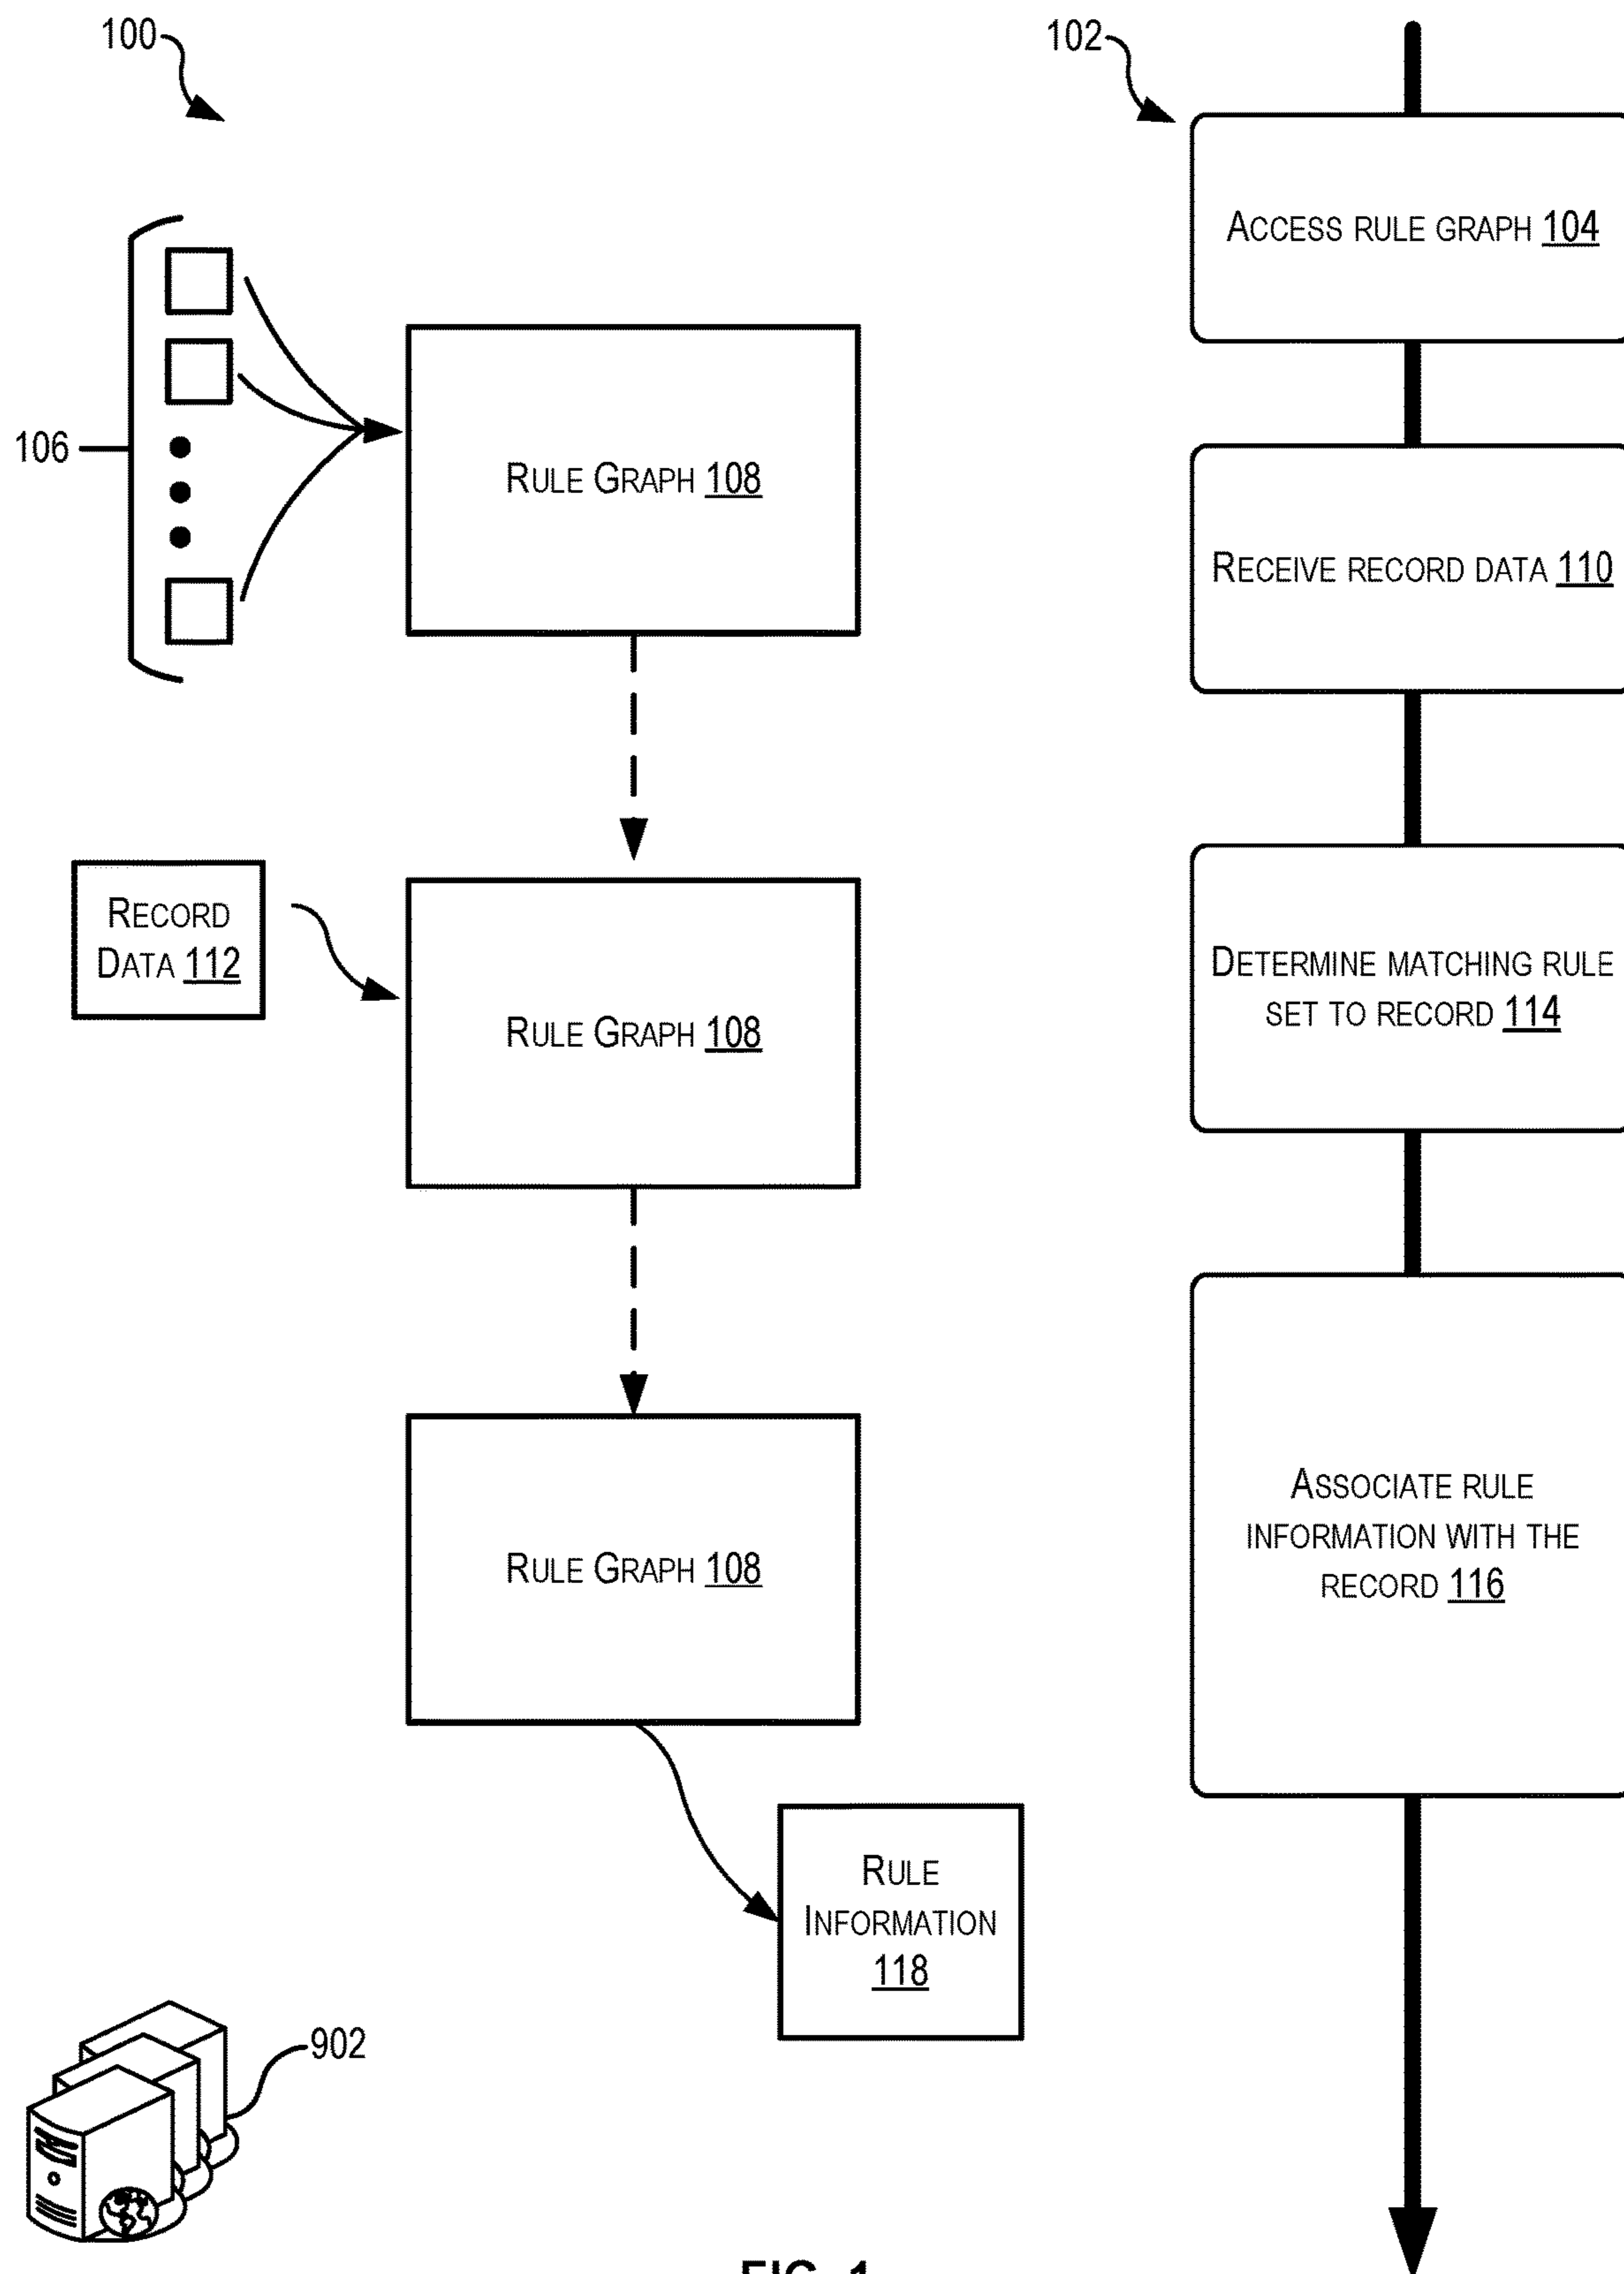 100
102
ACCESS RULE GRAPH 104
106
RULE GRAPH 108
RECEIVE RECORD DATA 110
RECORD
DATA 112
RULE GRAPH 108
DETERMINE MATCHING RULE
SET TO RECORD 114
RULE GRAPH 108
ASSOCIATE RULE
INFORMATION WITH THE
RECORD 116
RULE
INFORMATION
118
902
FIG. 1